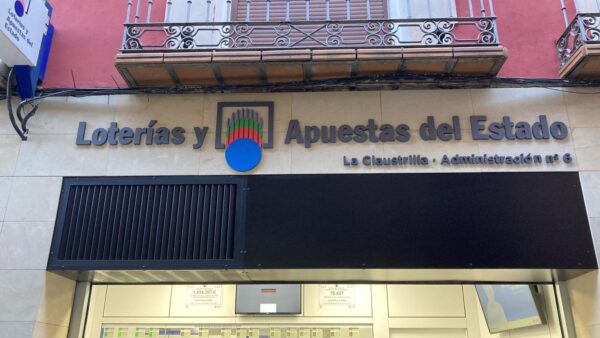 Loterías y Apuestas del Estado
La Claustrilla · Administración nº 6